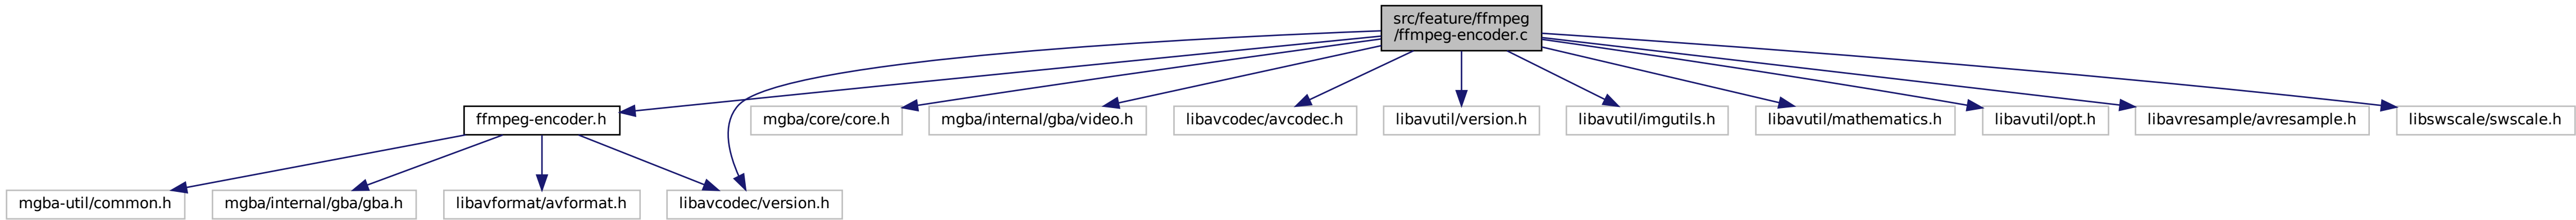 src/feature/ffmpeg
/ffmpeg-encoder.c
ffmpeg-encoder.h
mgba/core/core.h
mgba/internal/gba/video.h
libavcodec/avcodec.h
libavutil/version.h
libavutil/imgutils.h
libavutil/mathematics.h
libavutil/opt.h
libavresample/avresample.h
libswscale/swscale.h
mgba-util/common.h
mgba/internal/gba/gba.h
libavformat/avformat.h
libavcodec/version.h